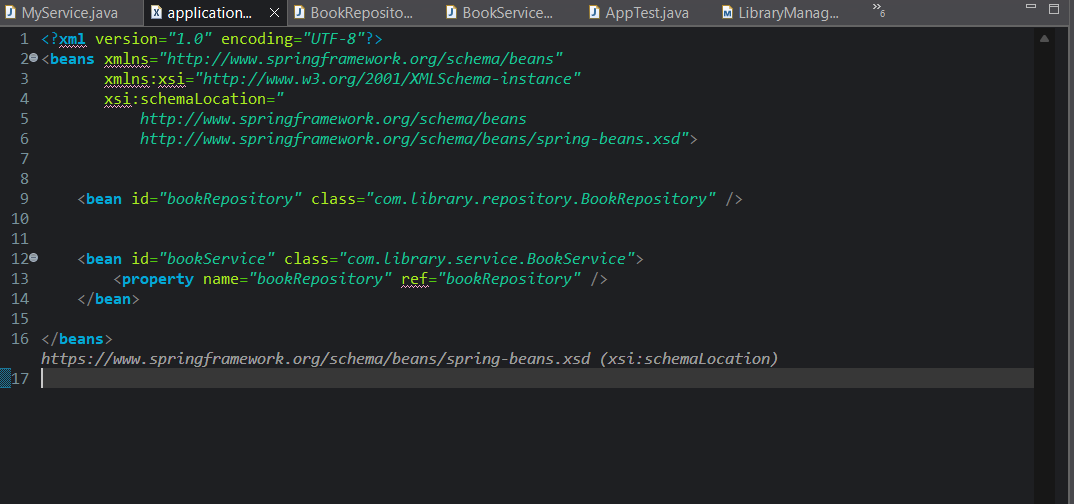 MyService.java application... BookReposito... BookService... AppTest.java LibraryManag... »6
1 <?xml version="1.0" encoding="UTF-8"?>
2 <beans xmlns="http://www.springframework.org/schema/beans"
3 xmlns:xsi="http://www.w3.org/2001/XMLSchema-instance"
4 xsi:schemaLocation="
5 http://www.springframework.org/schema/beans
6 http://www.springframework.org/schema/beans/spring-beans.xsd">
7
8
9 <bean id="bookRepository" class="com.library.repository.BookRepository" />
10
11
12 <bean id="bookService" class="com.library.service.BookService">
13 <property name="bookRepository" ref="bookRepository" />
14 </bean>
15
16 </beans>
https://www.springframework.org/schema/beans/spring-beans.xsd (xsi:schemaLocation)
17